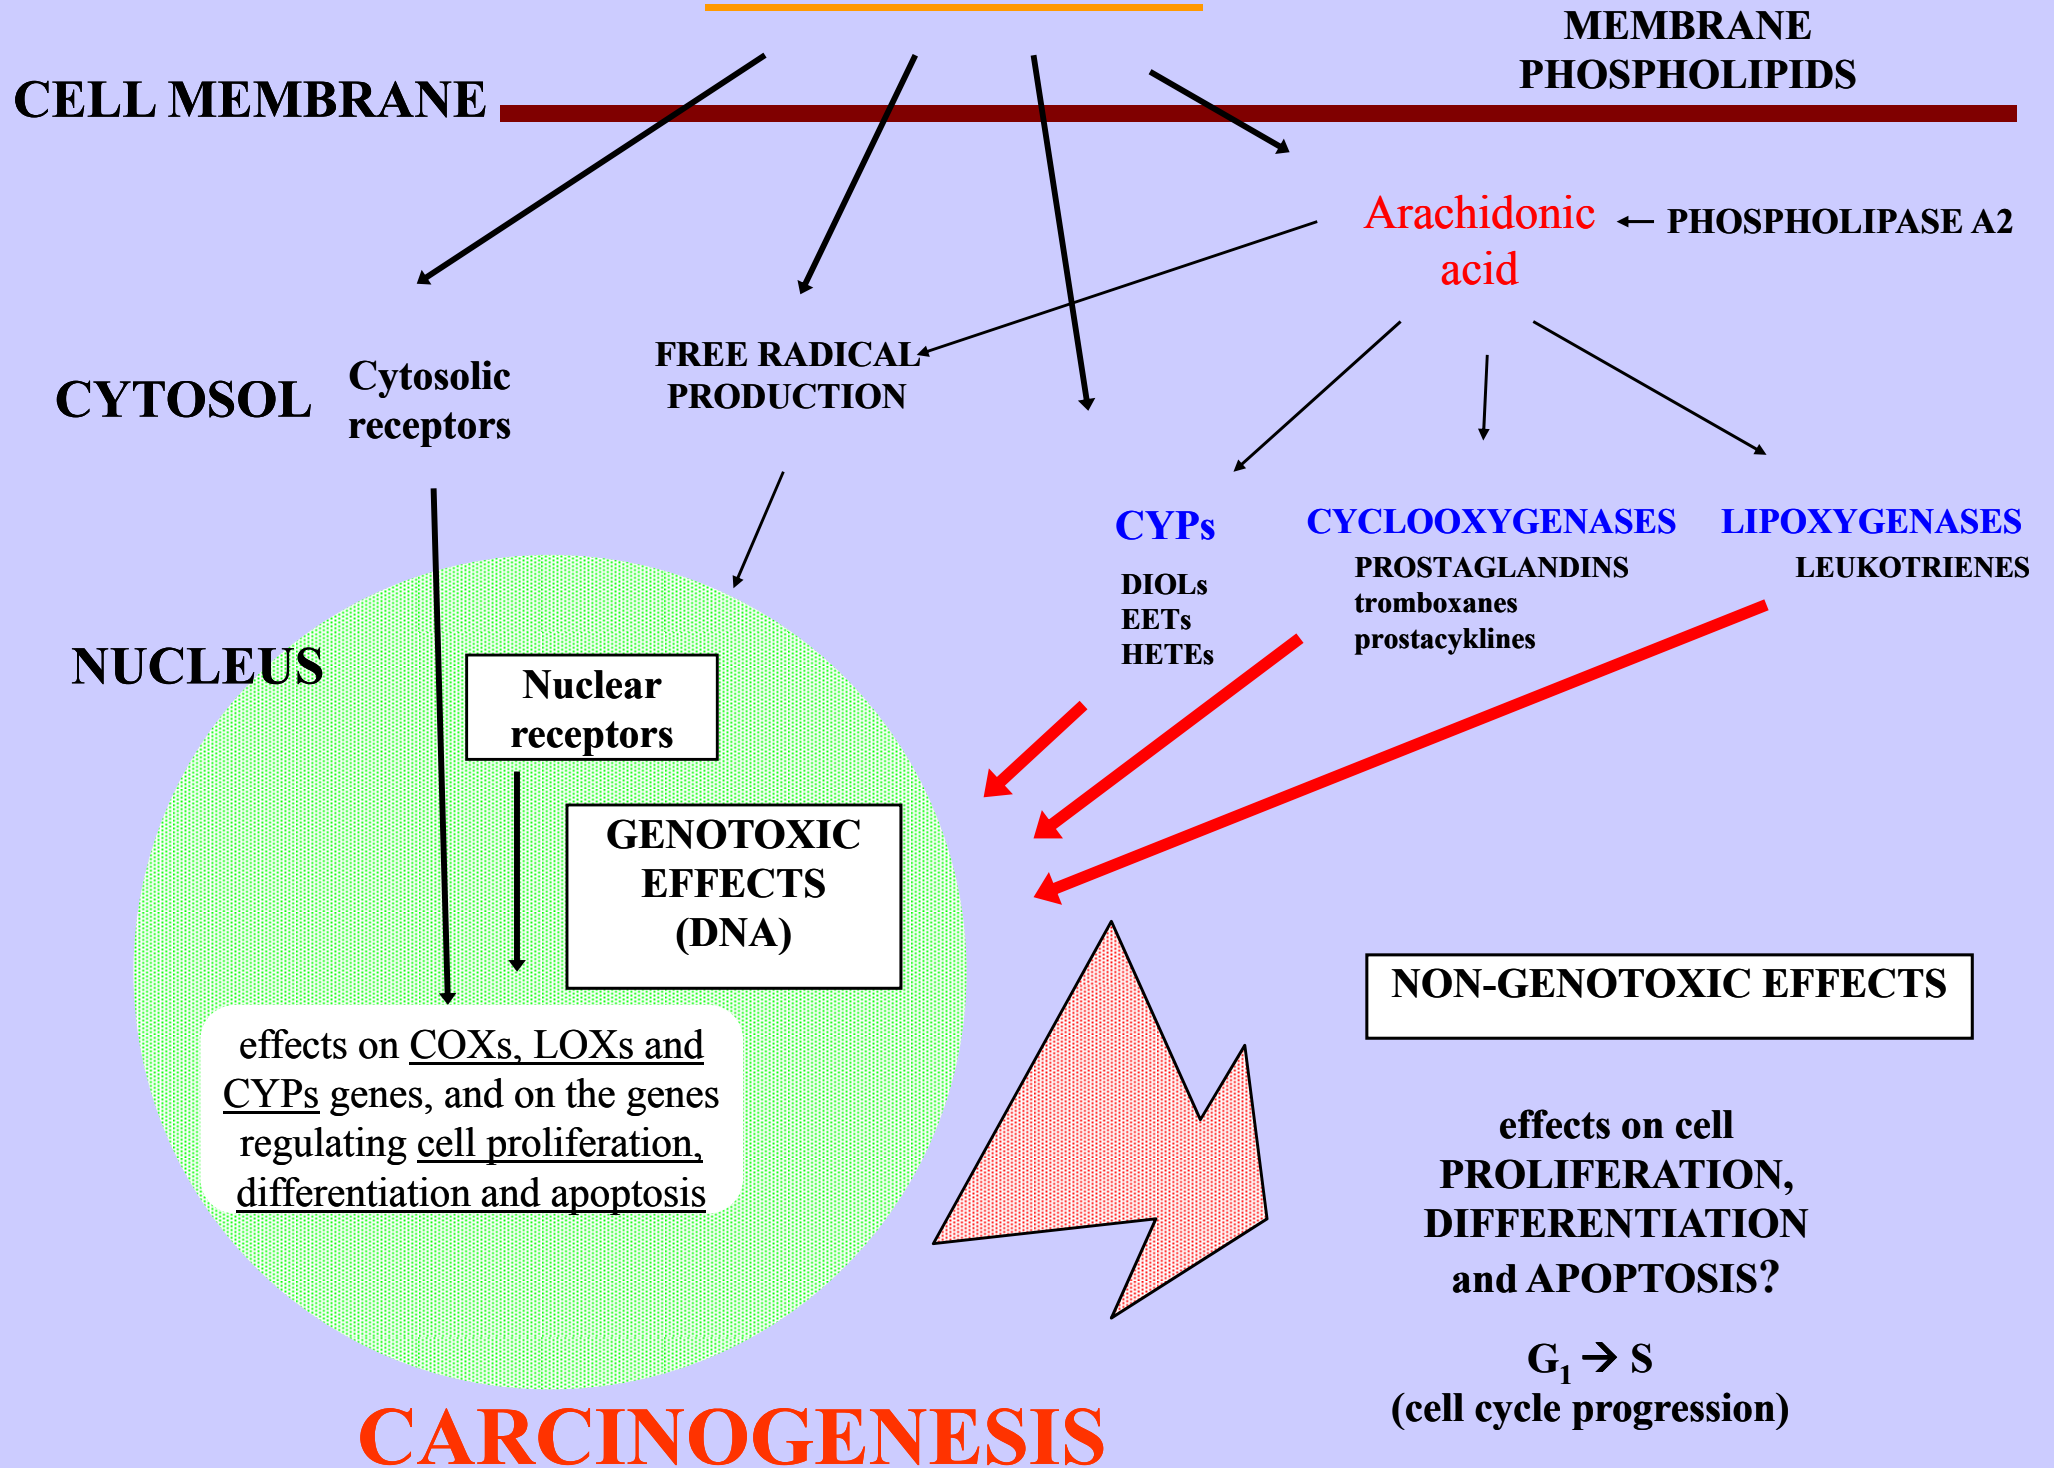 MEMBRANE
PHOSPHOLIPIDS
CELL MEMBRANE
Arachidonic
acid
PHOSPHOLIPASE A2
FREE RADICAL
PRODUCTION
CYTOSOL
Cytosolic
receptors
CYPs
DIOLs
EETs
HETEs
CYCLOOXYGENASES
PROSTAGLANDINS
tromboxanes
prostacyklines
LIPOXYGENASES
LEUKOTRIENES
NUCLEUS
Nuclear
receptors
GENOTOXIC
EFFECTS
(DNA)
effects on COXs, LOXs and
CYPs genes, and on the genes
regulating cell proliferation,
differentiation and apoptosis
NON-GENOTOXIC EFFECTS
effects on cell
PROLIFERATION,
DIFFERENTIATION
and APOPTOSIS?
G₁ → S
(cell cycle progression)
CARCINOGENESIS